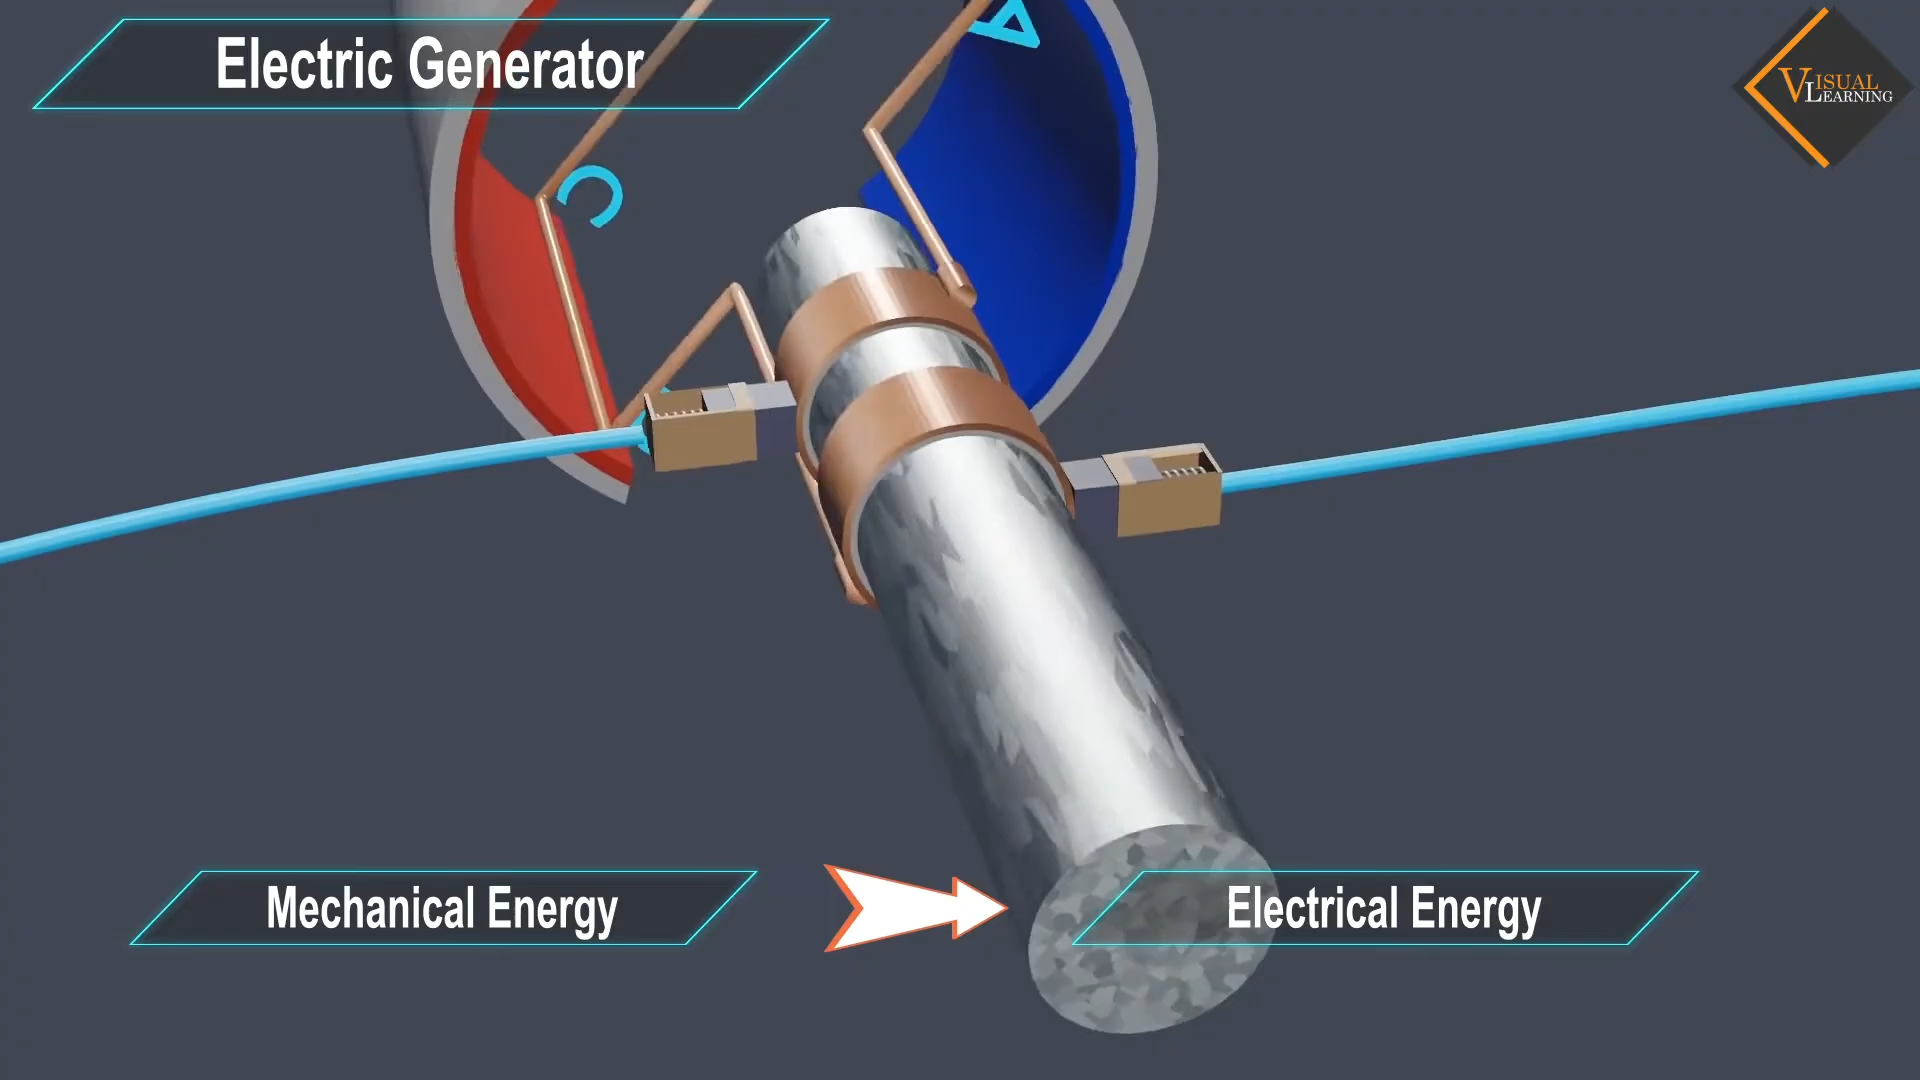 Electric Generator
VISUAL
LEARNING
A
C
Mechanical Energy
Electrical Energy